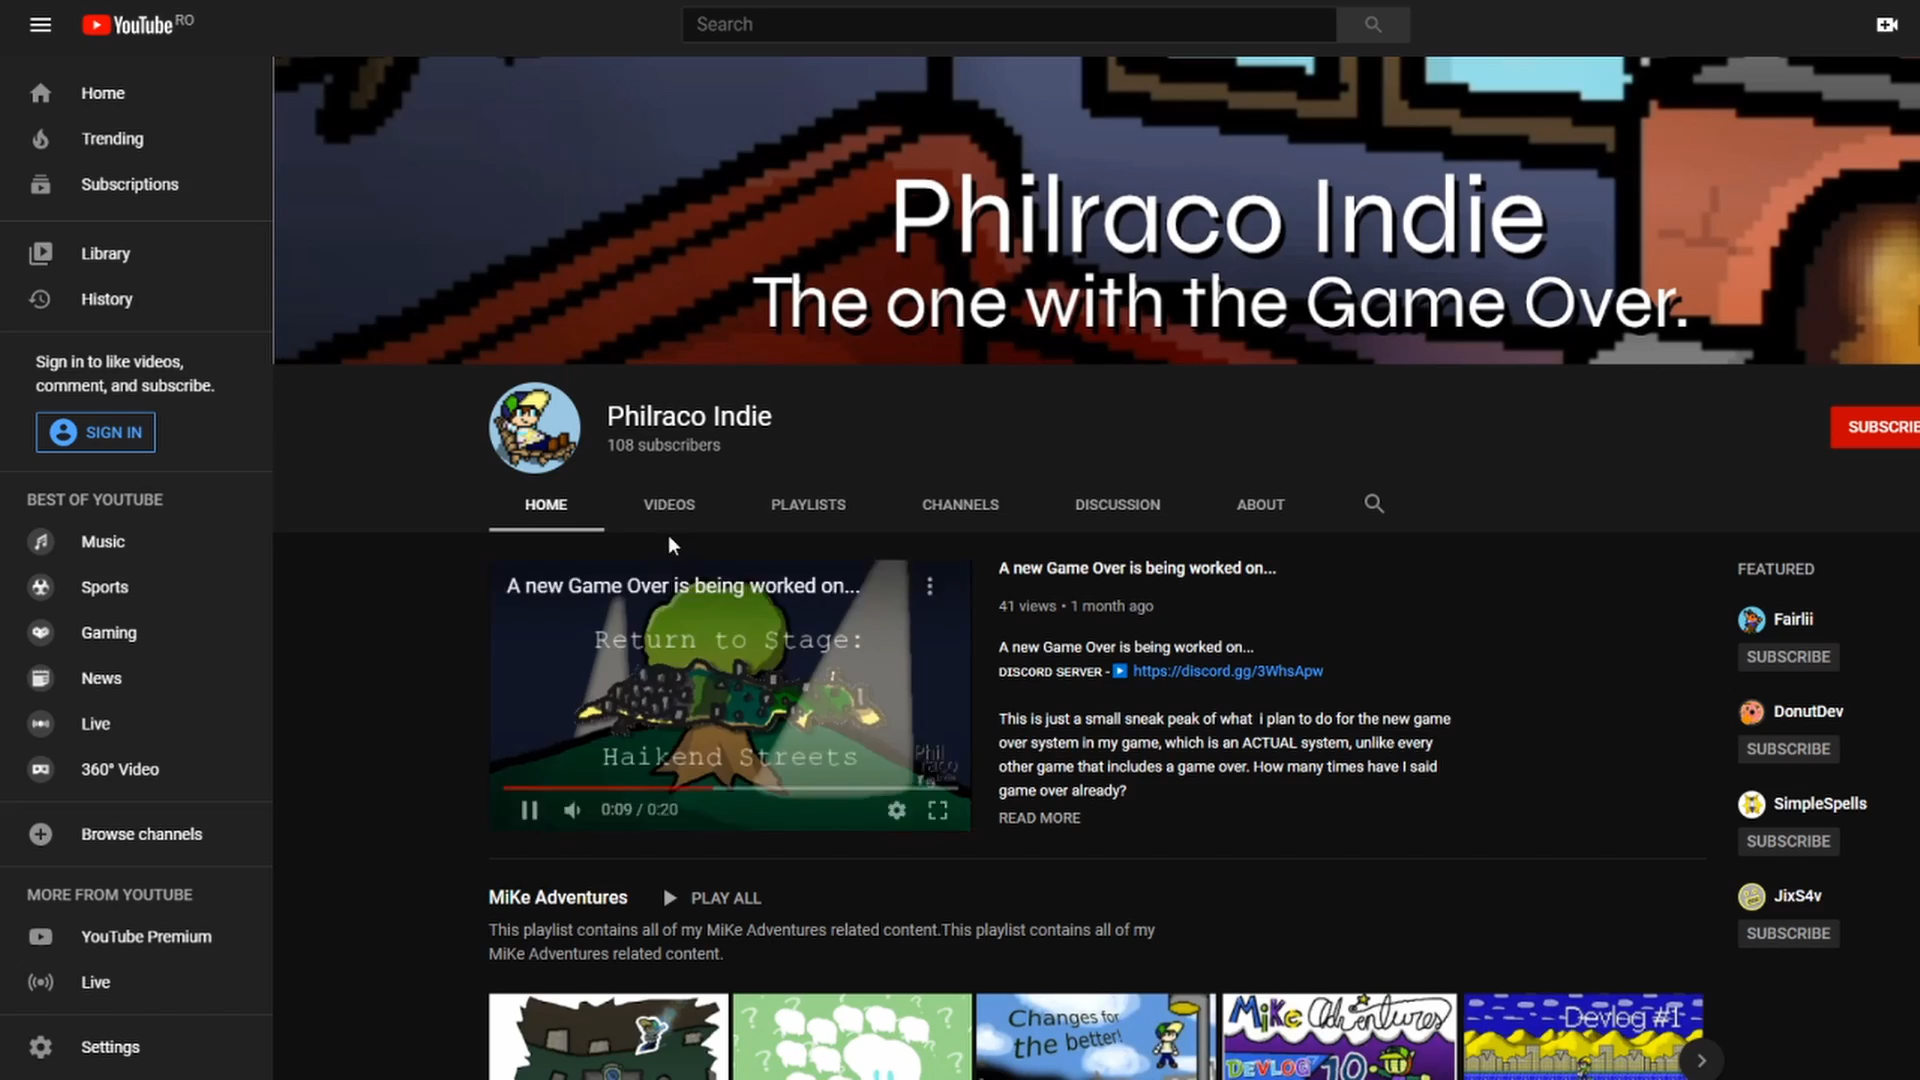 YouTube RO
Search
Home
Trending
Subscriptions
Library
History
Sign in to like videos,
comment, and subscribe.
SIGN IN
BEST OF YOUTUBE
Music
Sports
Gaming
News
Live
360° Video
Browse channels
MORE FROM YOUTUBE
YouTube Premium
Live
Settings
Philraco Indie
The one with the Game Over.
Philraco Indie
108 subscribers
SUBSCRIBE
HOME
VIDEOS
PLAYLISTS
CHANNELS
DISCUSSION
ABOUT
A new Game Over is being worked on...
Return to Stage:
Haikend Streets
Phil
raco
0:09 / 0:20
A new Game Over is being worked on...
41 views • 1 month ago
A new Game Over is being worked on...
DISCORD SERVER - https://discord.gg/3WhsApw
This is just a small sneak peak of what i plan to do for the new game
over system in my game, which is an ACTUAL system, unlike every
other game that includes a game over. How many times have I said
game over already?
READ MORE
FEATURED
Fairlii
SUBSCRIBE
DonutDev
SUBSCRIBE
SimpleSpells
SUBSCRIBE
JixS4v
SUBSCRIBE
MiKe Adventures PLAY ALL
This playlist contains all of my MiKe Adventures related content.This playlist contains all of my
MiKe Adventures related content.
Changes for
the better!
MiKe Adventures
DEVLOG 10
Devlog #1